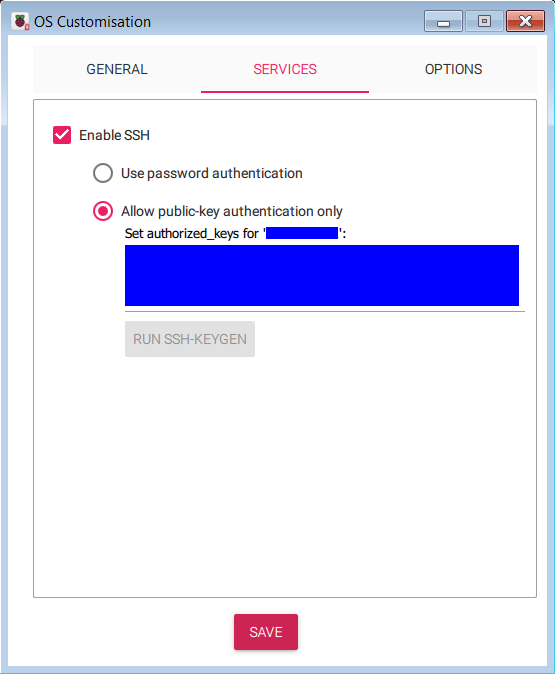 OS Customisation
GENERAL SERVICES OPTIONS
Enable SSH
Use password authentication
Allow public-key authentication only
Set authorized_keys for '':
RUN SSH-KEYGEN
SAVE